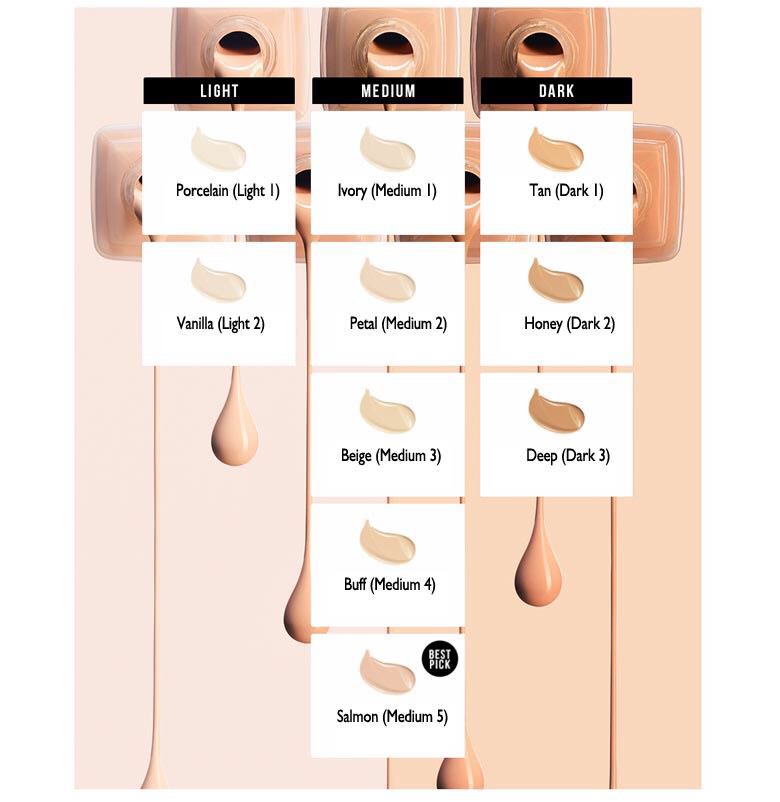 LIGHT
MEDIUM
DARK
Porcelain (Light 1)
Ivory (Medium 1)
Tan (Dark 1)
Vanilla (Light 2)
Petal (Medium 2)
Honey (Dark 2)
Beige (Medium 3)
Deep (Dark 3)
Buff (Medium 4)
BEST
PICK
Salmon (Medium 5)